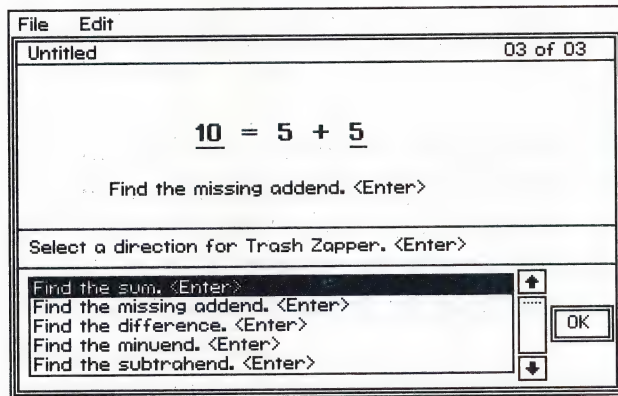 File Edit
Untitled 03 of 03
10 = 5 + 5
Find the missing addend. <Enter>
Select a direction for Trash Zapper. <Enter>
Find the sum. <Enter>
Find the missing addend. <Enter>
Find the difference. <Enter>
Find the minuend. <Enter>
Find the subtrahend. <Enter>
OK